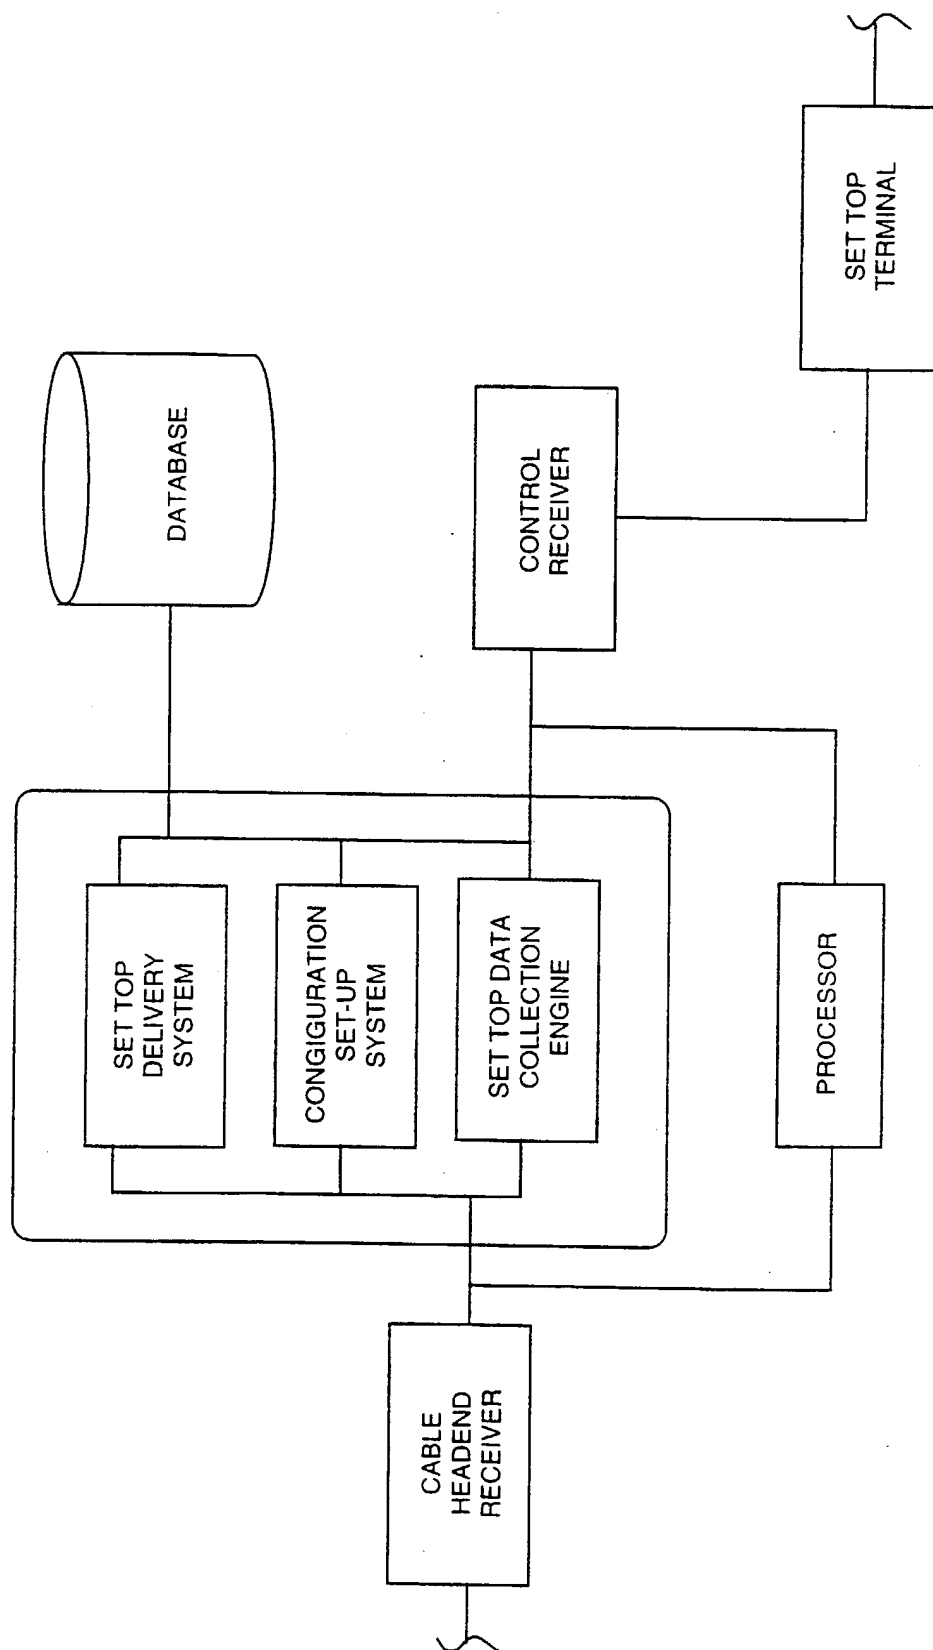 CABLE
HEADEND
RECEIVER
SET TOP
DELIVERY
SYSTEM
CONGIGURATION
SET-UP
SYSTEM
SET TOP DATA
COLLECTION
ENGINE
PROCESSOR
DATABASE
CONTROL
RECEIVER
SET TOP
TERMINAL